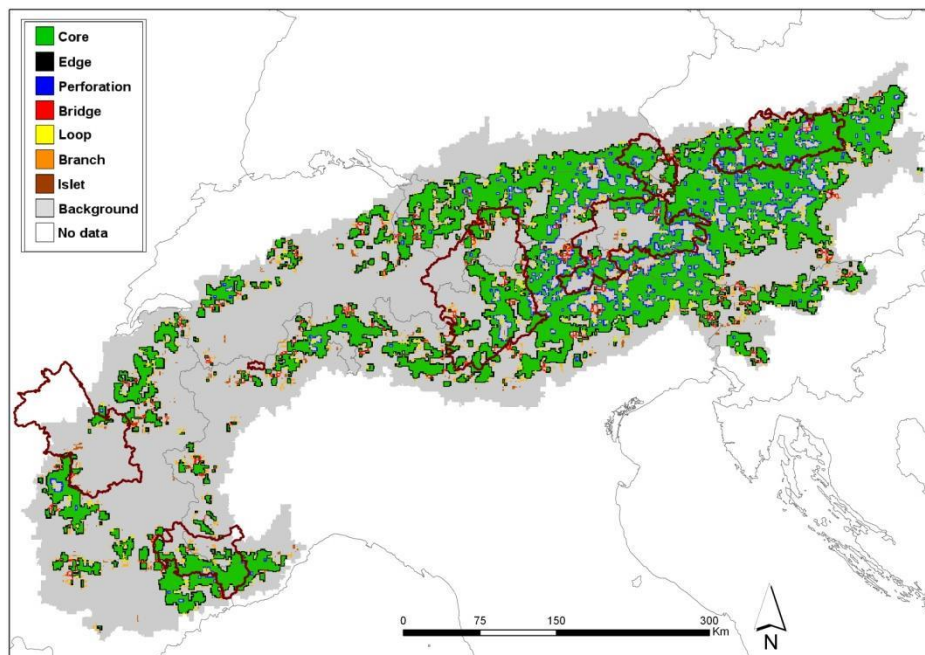 Core
Edge
Perforation
Bridge
Loop
Branch
Islet
Background
No data
0 75 150 300
Km
N